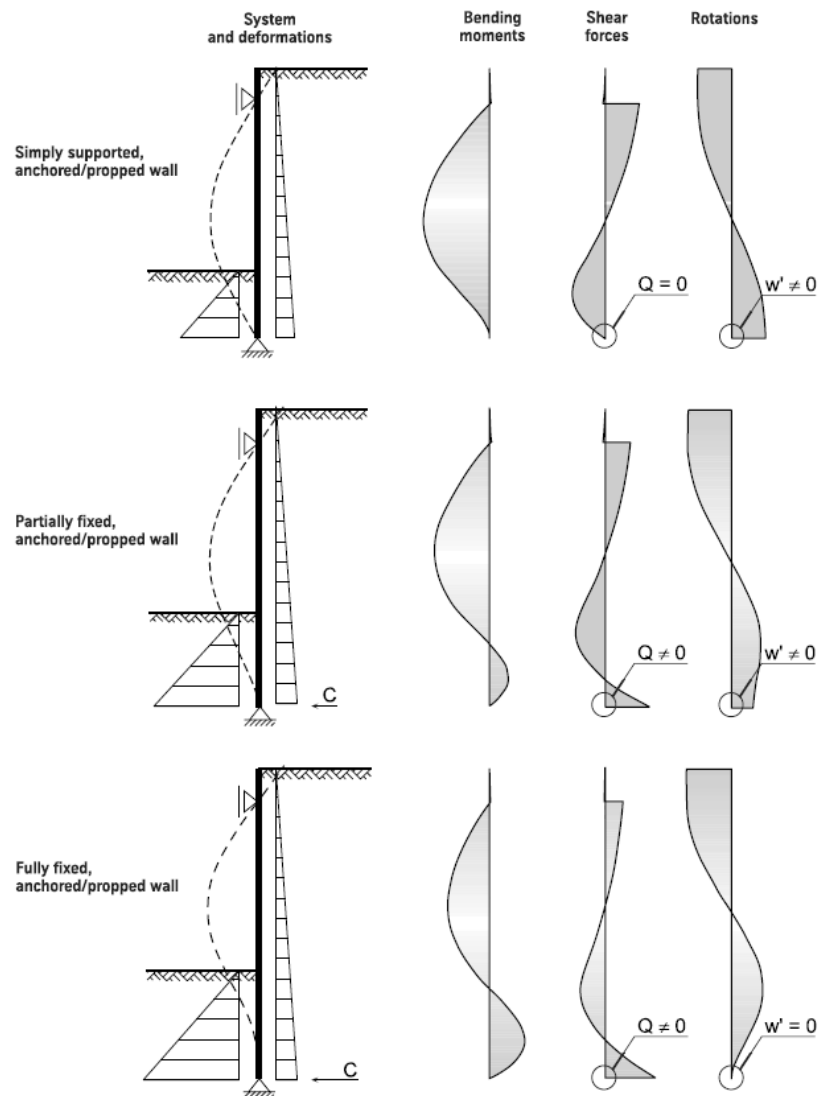 System
and deformations
Bending
moments
Shear
forces
Rotations
Simply supported,
anchored/propped wall
Q = 0
w' ≠ 0
Partially fixed,
anchored/propped wall
C
Q ≠ 0
w' ≠ 0
Fully fixed,
anchored/propped wall
C
Q ≠ 0
w' = 0